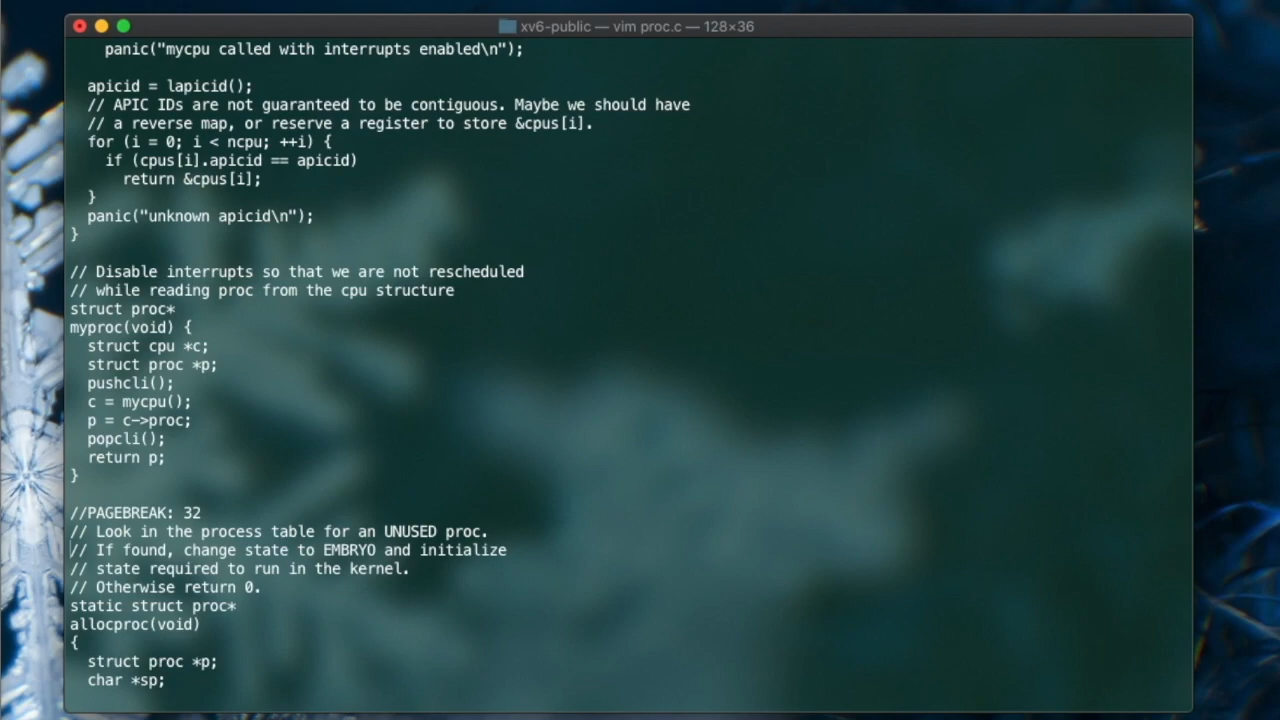 xv6-public — vim proc.c — 128×36
panic("mycpu called with interrupts enabled\n");
apicid = lapicid();
// APIC IDs are not guaranteed to be contiguous. Maybe we should have
// a reverse map, or reserve a register to store &cpus[i].
for (i = 0; i < ncpu; ++i) {
if (cpus[i].apicid == apicid)
return &cpus[i];
}
panic("unknown apicid\n");
}
// Disable interrupts so that we are not rescheduled
// while reading proc from the cpu structure
struct proc*
myproc(void) {
struct cpu *c;
struct proc *p;
pushcli();
c = mycpu();
p = c->proc;
popcli();
return p;
}
//PAGEBREAK: 32
// Look in the process table for an UNUSED proc.
// If found, change state to EMBRYO and initialize
// state required to run in the kernel.
// Otherwise return 0.
static struct proc*
allocproc(void)
{
struct proc *p;
char *sp;